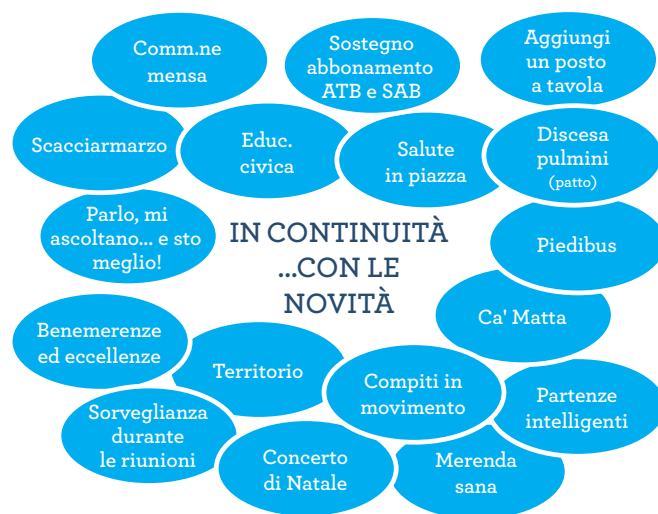 Comm.ne
mensa
Sostegno
abbonamento
ATB e SAB
Aggiungi
un posto
a tavola
Scacciarmarzo
Educ.
civica
Salute
in piazza
Discesa
pulmini
(patto)
Parlo, mi
ascoltano... e sto
meglio!
IN CONTINUITÀ
...CON LE
NOVITÀ
Piedibus
Ca' Matta
Benemerenze
ed eccellenze
Territorio
Compiti in
movimento
Partenze
intelligenti
Sorveglianza
durante
le riunioni
Concerto
di Natale
Merenda
sana